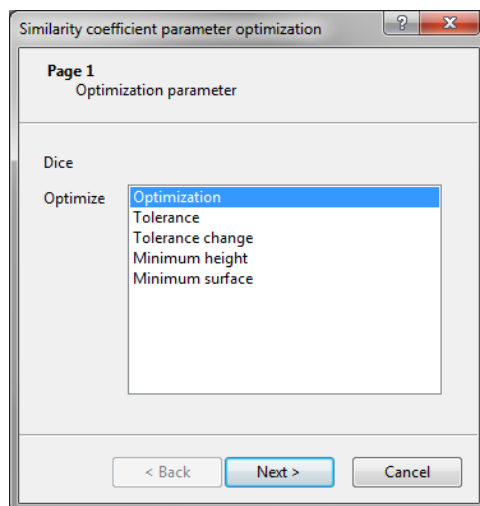 Similarity coefficient parameter optimization
?
Page 1
Optimization parameter
Dice
Optimize
Optimization
Tolerance
Tolerance change
Minimum height
Minimum surface
< Back
Next >
Cancel